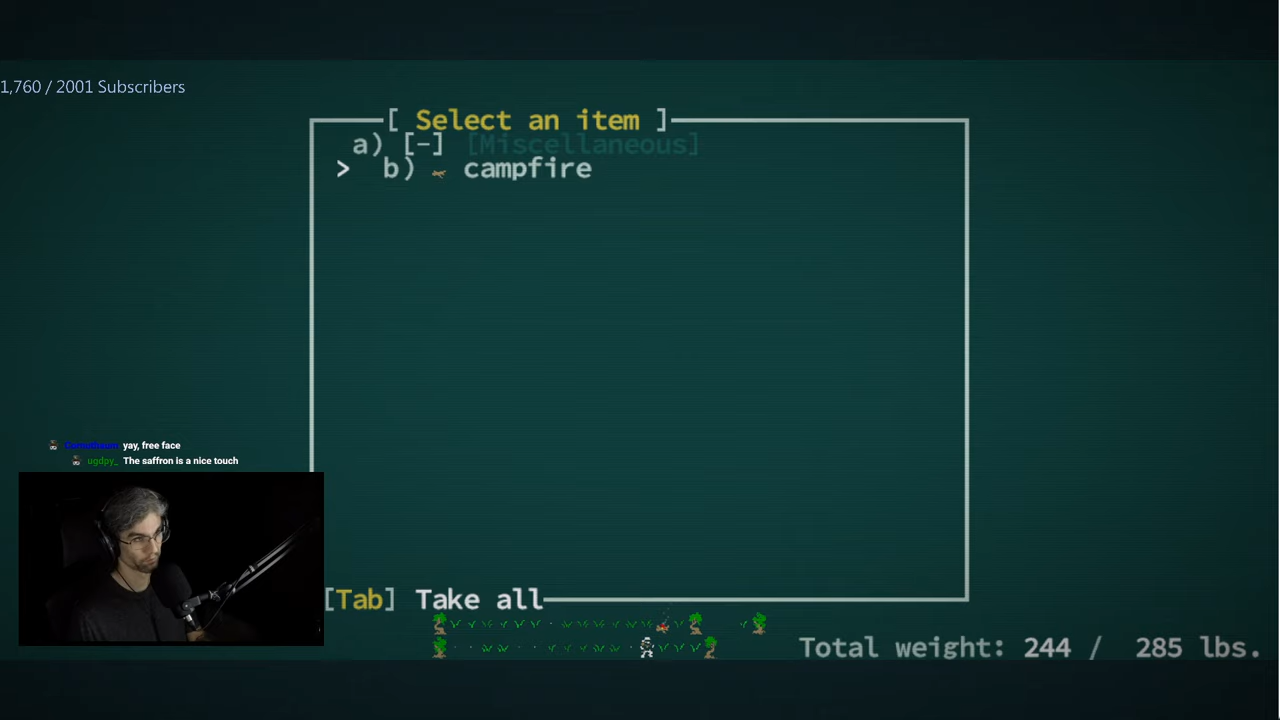 1,760 / 2001 Subscribers
[ Select an item ]
a) [-] [Miscellaneous]
> b) campfire
yay, free face
ugdpy_ The saffron is a nice touch
[Tab] Take all
Total weight: 244 / 285 lbs.